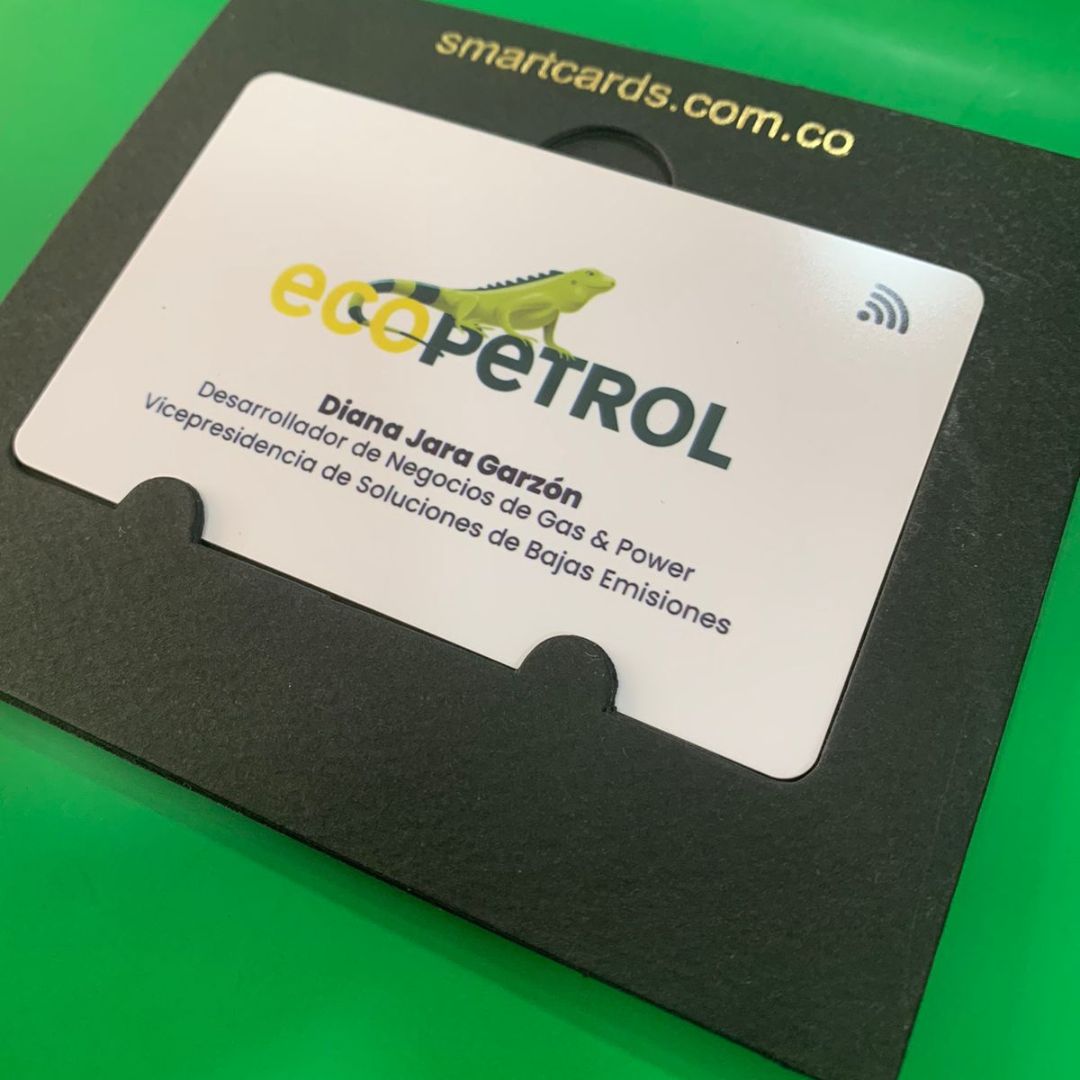 smartcards.com.co
ecoPeTROL
Diana Jara Garzón
Desarrollador de Negocios de Gas & Power
Vicepresidencia de Soluciones de Bajas Emisiones